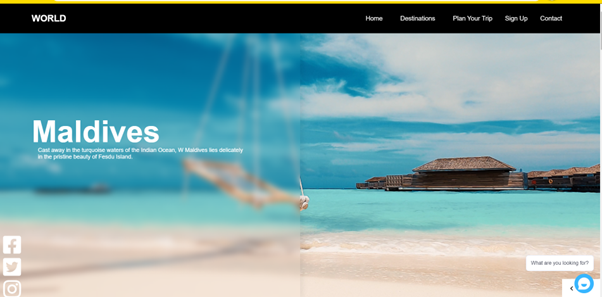 WORLD
Home Destinations Plan Your Trip Sign Up Contact
Maldives
Cast away in the turquoise waters of the Indian Ocean, W Maldives lies delicately
in the pristine beauty of Fesdu Island.
What are you looking for?